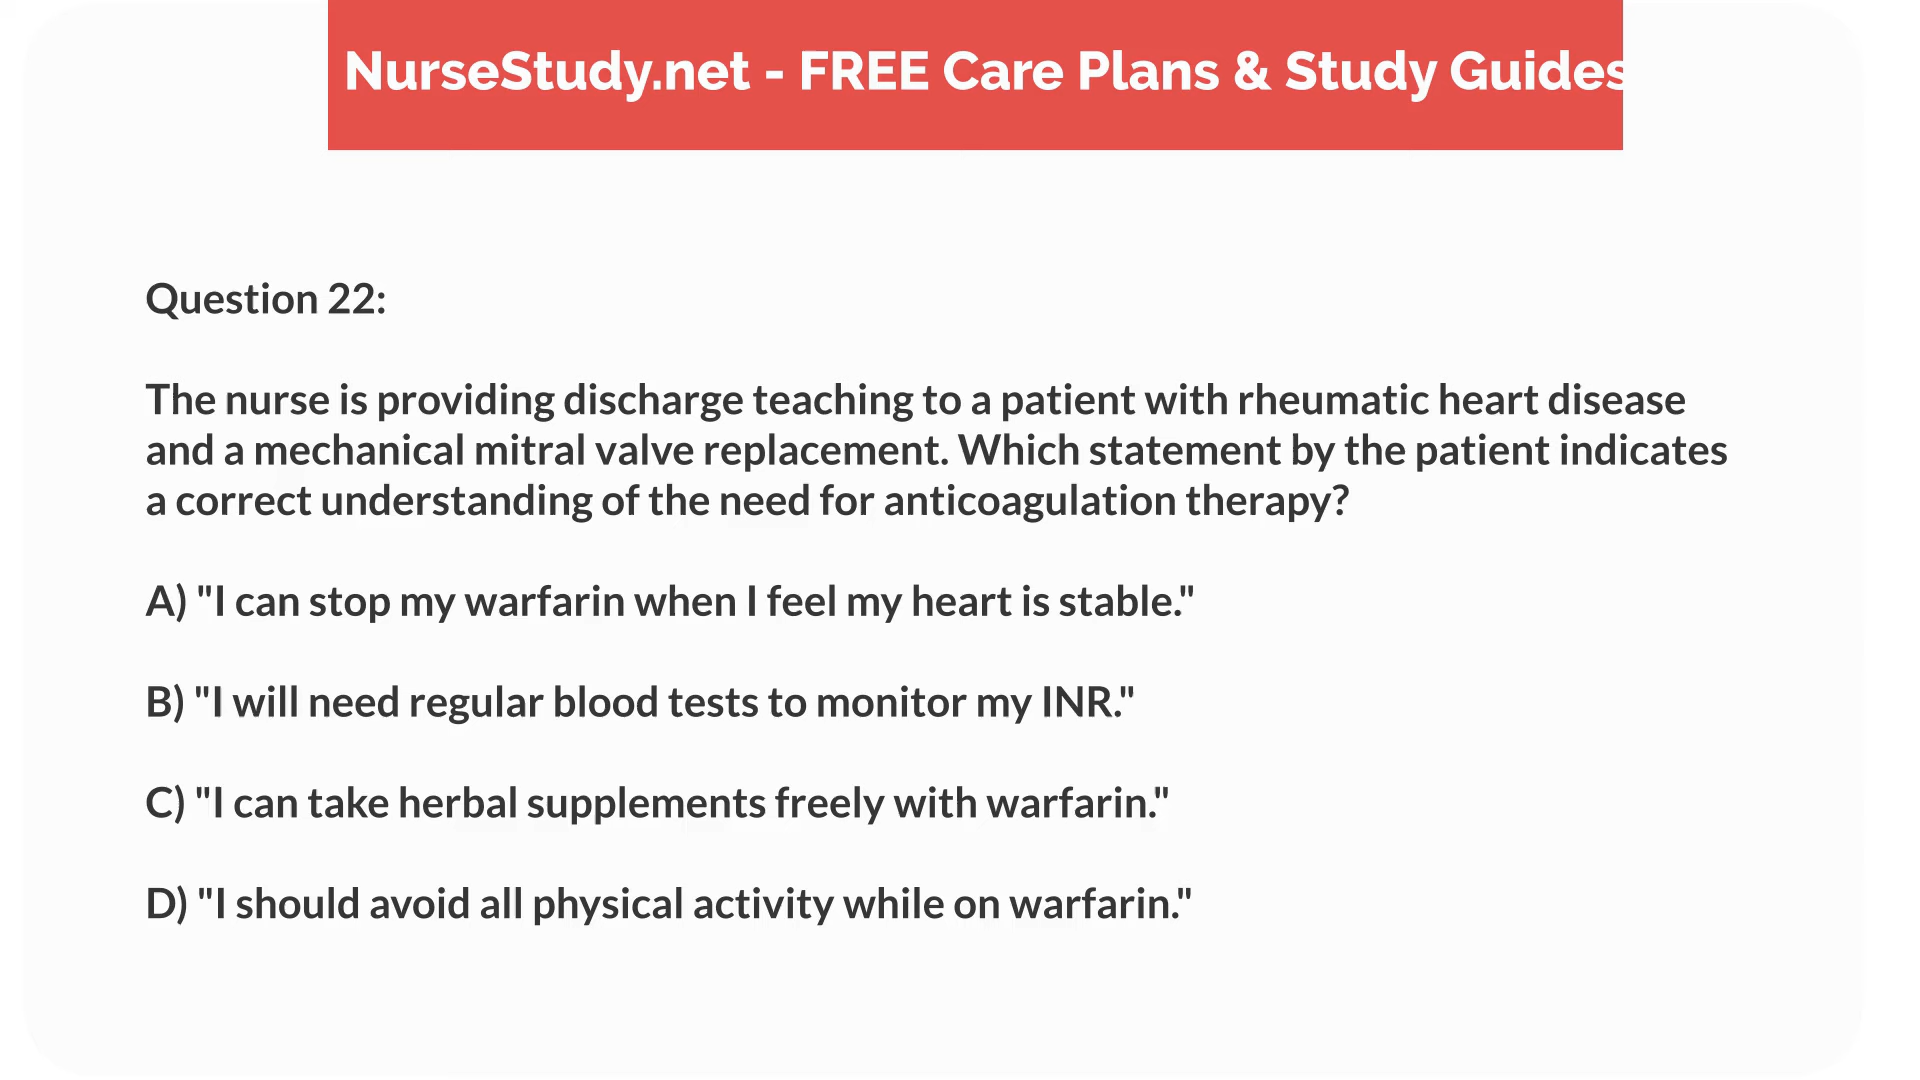 NurseStudy.net - FREE Care Plans & Study Guides
Question 22:
The nurse is providing discharge teaching to a patient with rheumatic heart disease
and a mechanical mitral valve replacement. Which statement by the patient indicates
a correct understanding of the need for anticoagulation therapy?
A) "I can stop my warfarin when I feel my heart is stable."
B) "I will need regular blood tests to monitor my INR."
C) "I can take herbal supplements freely with warfarin."
D) "I should avoid all physical activity while on warfarin."